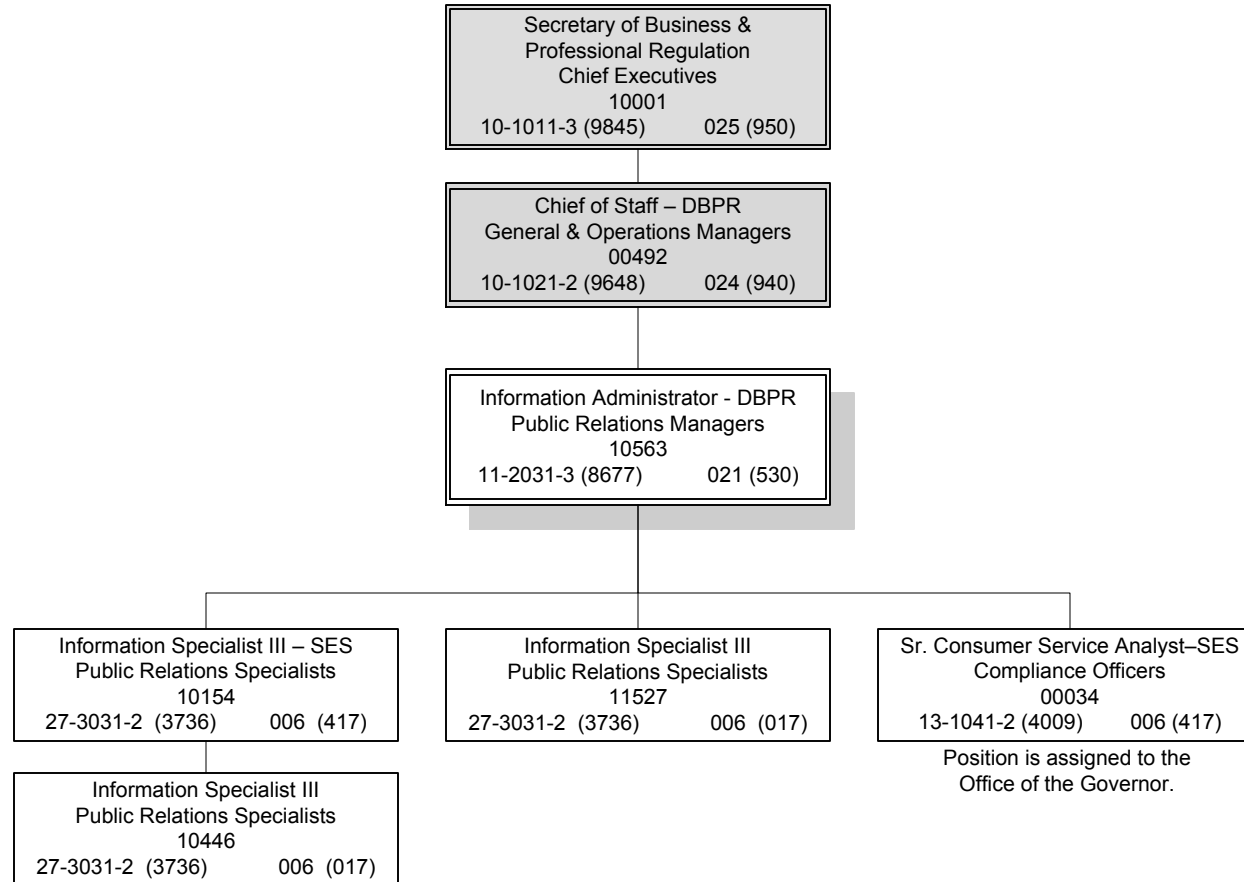 Secretary of Business &
Professional Regulation
Chief Executives
10001
10-1011-3 (9845) 025 (950)
Chief of Staff – DBPR
General & Operations Managers
00492
10-1021-2 (9648) 024 (940)
Information Administrator - DBPR
Public Relations Managers
10563
11-2031-3 (8677) 021 (530)
Information Specialist III – SES
Public Relations Specialists
10154
27-3031-2 (3736) 006 (417)
Information Specialist III
Public Relations Specialists
10446
27-3031-2 (3736) 006 (017)
Information Specialist III
Public Relations Specialists
11527
27-3031-2 (3736) 006 (017)
Sr. Consumer Service Analyst–SES
Compliance Officers
00034
13-1041-2 (4009) 006 (417)
Position is assigned to the
Office of the Governor.